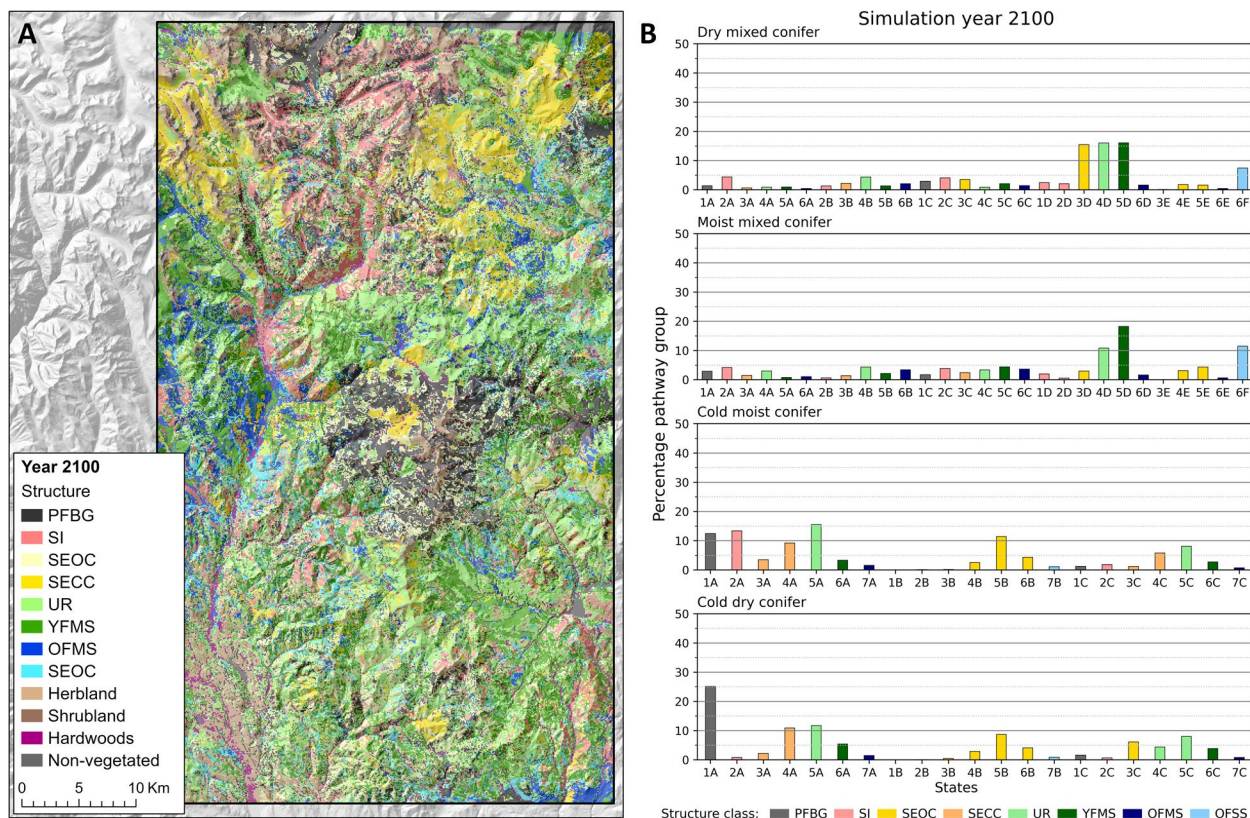 A
Year 2100
Structure
PFBG
SI
SEOC
SECC
UR
YFMS
OFMS
SEOC
Herbland
Shrubland
Hardwoods
Non-vegetated
0 5 10 Km
B
Simulation year 2100
Percentage pathway group
Dry mixed conifer
50
40
30
20
10
0
1A 2A 3A 4A 5A 6A 2B 3B 4B 5B 6B 1C 2C 3C 4C 5C 6C 1D 2D 3D 4D 5D 6D 3E 4E 5E 6E 6F
Moist mixed conifer
50
40
30
20
10
0
1A 2A 3A 4A 5A 6A 2B 3B 4B 5B 6B 1C 2C 3C 4C 5C 6C 1D 2D 3D 4D 5D 6D 3E 4E 5E 6E 6F
Cold moist conifer
50
40
30
20
10
0
1A 2A 3A 4A 5A 6A 7A 1B 2B 3B 4B 5B 6B 7B 1C 2C 3C 4C 5C 6C 7C
Cold dry conifer
50
40
30
20
10
0
1A 2A 3A 4A 5A 6A 7A 1B 2B 3B 4B 5B 6B 7B 1C 2C 3C 4C 5C 6C 7C
States
Structure class: PFBG SI SEOC SECC UR YFMS OFMS OFSS